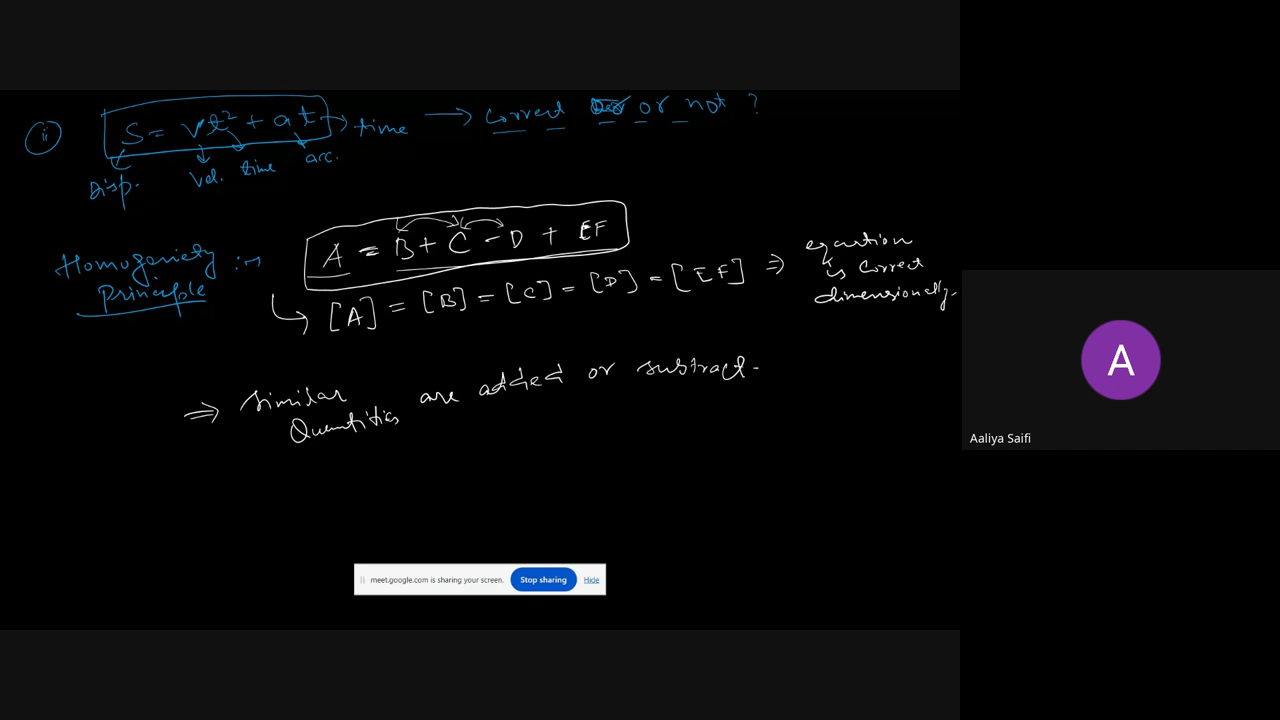 (ii) S = vt² + at → time → Correct or not ?
Disp. Vel. time acc.
Homogeniety :→
Principle
A = B + C - D + EF
[A] = [B] = [C] = [D] = [EF] ⇒ equation
is correct
dimensionally.
⇒ Similar
Quantities are added or subtract.
A
Aaliya Saifi
meet.google.com is sharing your screen. Stop sharing Hide